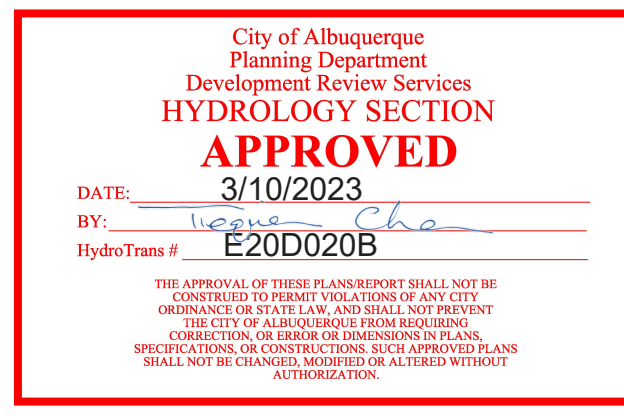 City of Albuquerque
Planning Department
Development Review Services
HYDROLOGY SECTION
APPROVED
DATE: 3/10/2023
BY: Cha
HydroTrans # E20D020B
THE APPROVAL OF THESE PLANS/REPORT SHALL NOT BE
CONSTRUED TO PERMIT VIOLATIONS OF ANY CITY
ORDINANCE OR STATE LAW, AND SHALL NOT PREVENT
THE CITY OF ALBUQUERQUE FROM REQUIRING
CORRECTION, OR ERROR OR DIMENSIONS IN PLANS,
SPECIFICATIONS, OR CONSTRUCTIONS. SUCH APPROVED PLANS
SHALL NOT BE CHANGED, MODIFIED OR ALTERED WITHOUT
AUTHORIZATION.